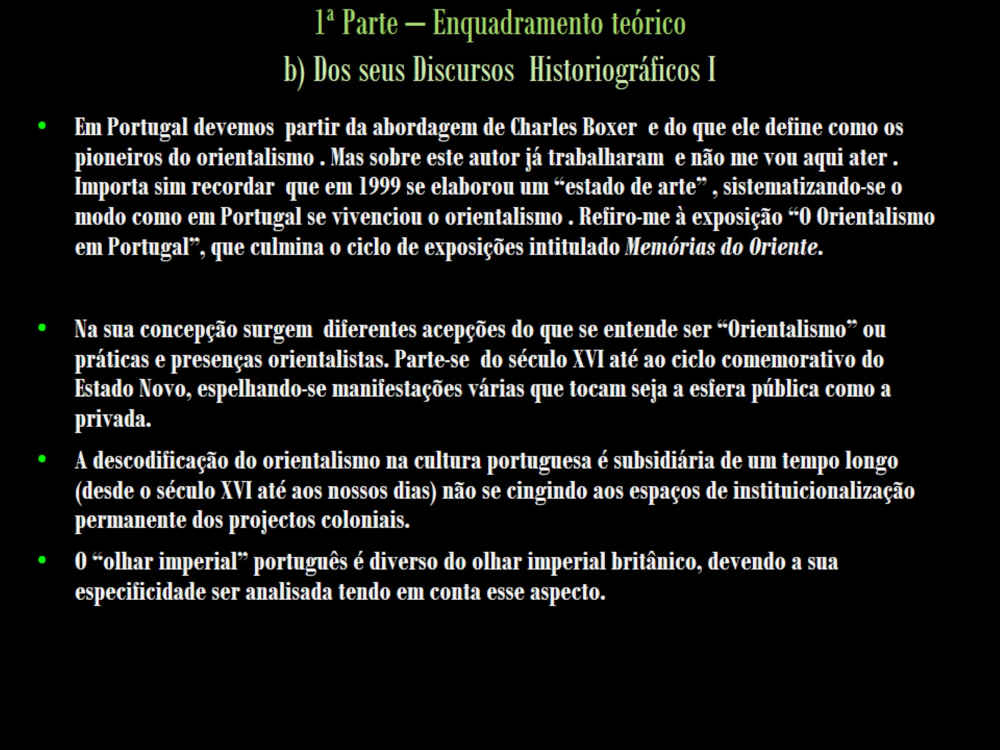 1ª Parte – Enquadramento teórico
b) Dos seus Discursos Historiográficos I
• Em Portugal devemos partir da abordagem de Charles Boxer e do que ele define como os
pioneiros do orientalismo . Mas sobre este autor já trabalharam e não me vou aqui ater .
Importa sim recordar que em 1999 se elaborou um “estado de arte” , sistematizando-se o
modo como em Portugal se vivenciou o orientalismo . Refiro-me à exposição “O Orientalismo
em Portugal”, que culmina o ciclo de exposições intitulado Memórias do Oriente.
• Na sua concepção surgem diferentes acepções do que se entende ser “Orientalismo” ou
práticas e presenças orientalistas. Parte-se do século XVI até ao ciclo comemorativo do
Estado Novo, espelhando-se manifestações várias que tocam seja a esfera pública como a
privada.
• A descodificação do orientalismo na cultura portuguesa é subsidiária de um tempo longo
(desde o século XVI até aos nossos dias) não se cingindo aos espaços de instituicionalização
permanente dos projectos coloniais.
• O “olhar imperial” português é diverso do olhar imperial britânico, devendo a sua
especificidade ser analisada tendo em conta esse aspecto.